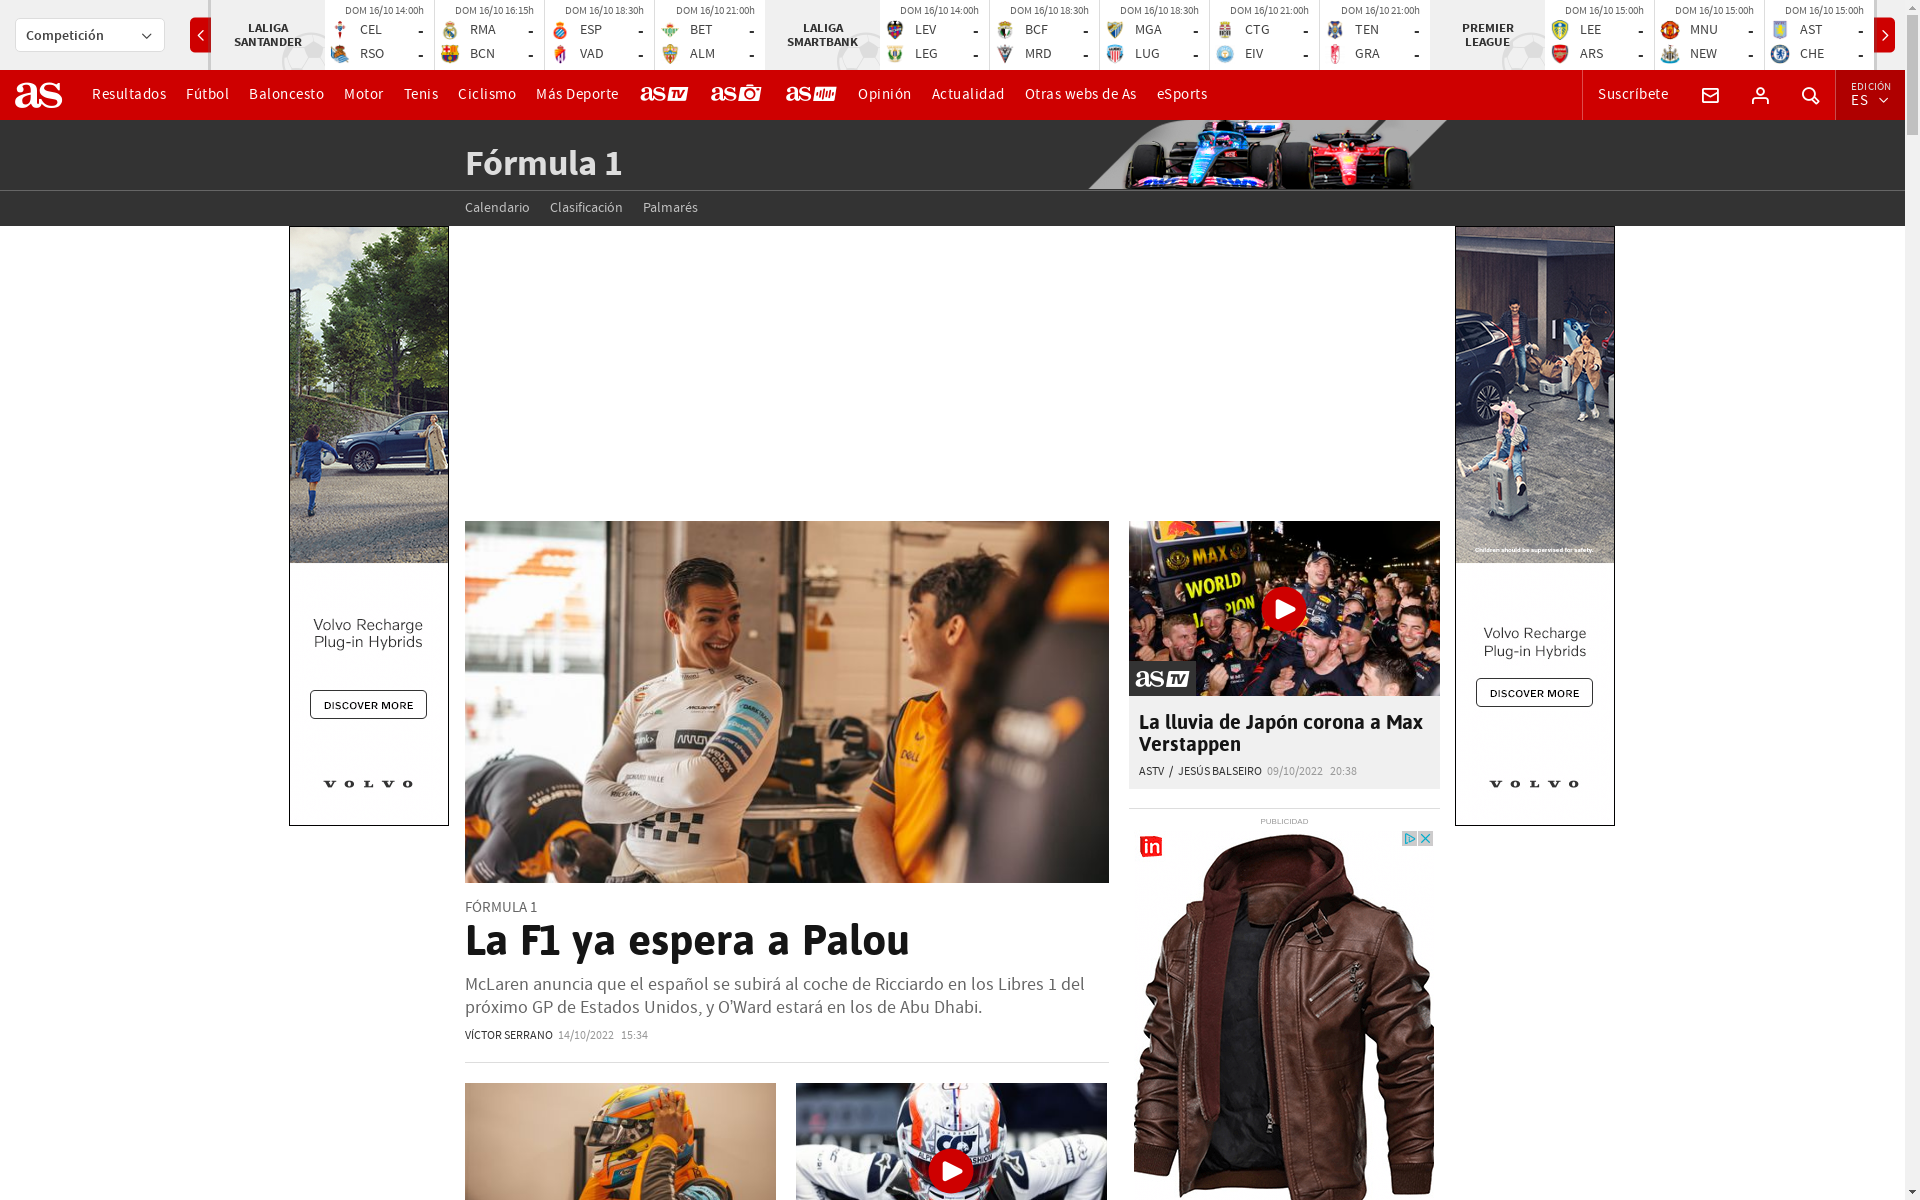 Competición
LALIGA
SANTANDER
DOM 16/10 14:00h
CEL -
RSO -
DOM 16/10 16:15h
RMA -
BCN -
DOM 16/10 18:30h
ESP -
VAD -
DOM 16/10 21:00h
BET -
ALM -
LALIGA
SMARTBANK
DOM 16/10 14:00h
LEV -
LEG -
DOM 16/10 18:30h
BCF -
MRD -
DOM 16/10 18:30h
MGA -
LUG -
DOM 16/10 21:00h
CTG -
EIV -
DOM 16/10 21:00h
TEN -
GRA -
PREMIER
LEAGUE
DOM 16/10 15:00h
LEE -
ARS -
DOM 16/10 15:00h
MNU -
NEW -
DOM 16/10 15:00h
AST -
CHE -
as Resultados Fútbol Baloncesto Motor Tenis Ciclismo Más Deporte as TV as as Opinión Actualidad Otras webs de As eSports Suscríbete
EDICIÓN
ES
Fórmula 1
Calendario Clasificación Palmarés
Volvo Recharge
Plug-in Hybrids
DISCOVER MORE
VOLVO
MAX
WORLD
as TV
La lluvia de Japón corona a Max
Verstappen
ASTV / JESÚS BALSEIRO 09/10/2022 20:38
Children should be supervised for safety.
Volvo Recharge
Plug-in Hybrids
DISCOVER MORE
VOLVO
PUBLICIDAD
in
RICHARD MILLE
DELL
FÓRMULA 1
La F1 ya espera a Palou
McLaren anuncia que el español se subirá al coche de Ricciardo en los Libres 1 del
próximo GP de Estados Unidos, y O'Ward estará en los de Abu Dhabi.
VÍCTOR SERRANO 14/10/2022 15:34